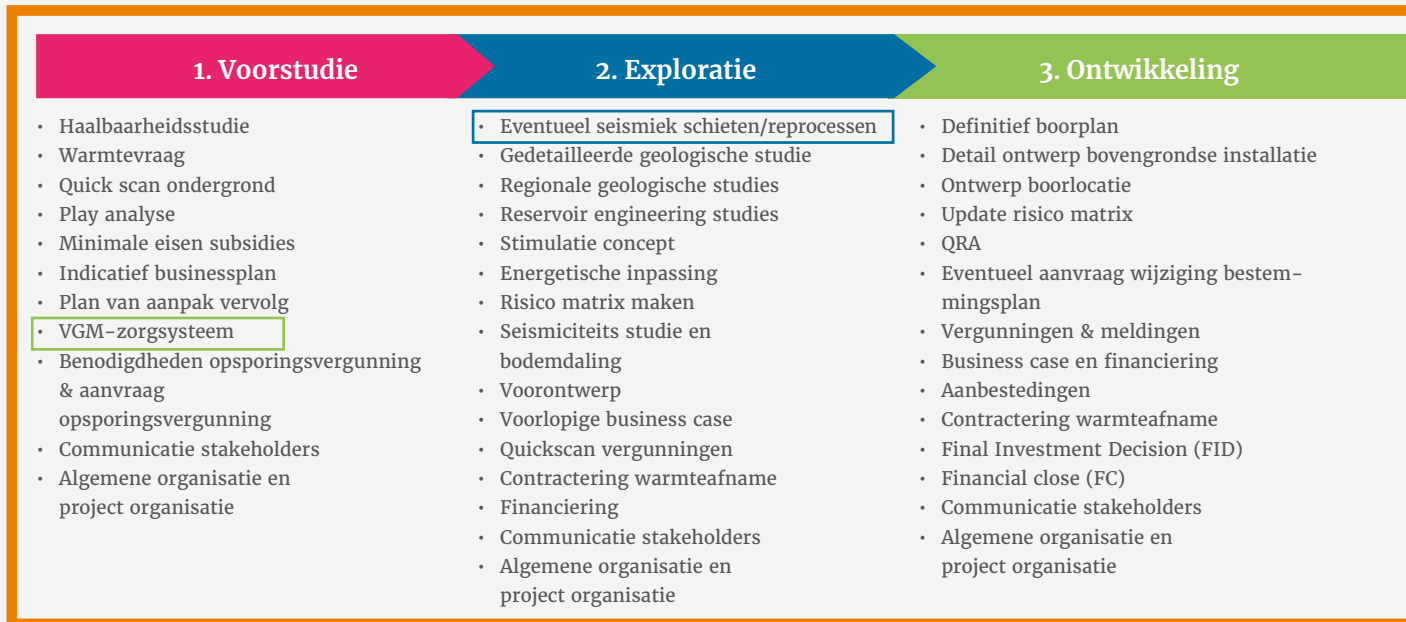 1. Voorstudie
• Haalbaarheidsstudie
• Warmtevraag
• Quick scan ondergrond
• Play analyse
• Minimale eisen subsidies
• Indicatief businessplan
• Plan van aanpak vervolg
• VGM-zorgsysteem
• Benodigdheden opsporingsvergunning
& aanvraag
opsporingsvergunning
• Communicatie stakeholders
• Algemene organisatie en
project organisatie
2. Exploratie
• Eventueel seismiek schieten/reprocessen
• Gedetailleerde geologische studie
• Regionale geologische studies
• Reservoir engineering studies
• Stimulatie concept
• Energetische inpassing
• Risico matrix maken
• Seismiciteits studie en
bodemdaling
• Voorontwerp
• Voorlopige business case
• Quickscan vergunningen
• Contractering warmteafname
• Financiering
• Communicatie stakeholders
• Algemene organisatie en
project organisatie
3. Ontwikkeling
• Definitief boorplan
• Detail ontwerp bovengrondse installatie
• Ontwerp boorlocatie
• Update risico matrix
• QRA
• Eventueel aanvraag wijziging bestem-
mingsplan
• Vergunningen & meldingen
• Business case en financiering
• Aanbestedingen
• Contractering warmteafname
• Final Investment Decision (FID)
• Financial close (FC)
• Communicatie stakeholders
• Algemene organisatie en
project organisatie